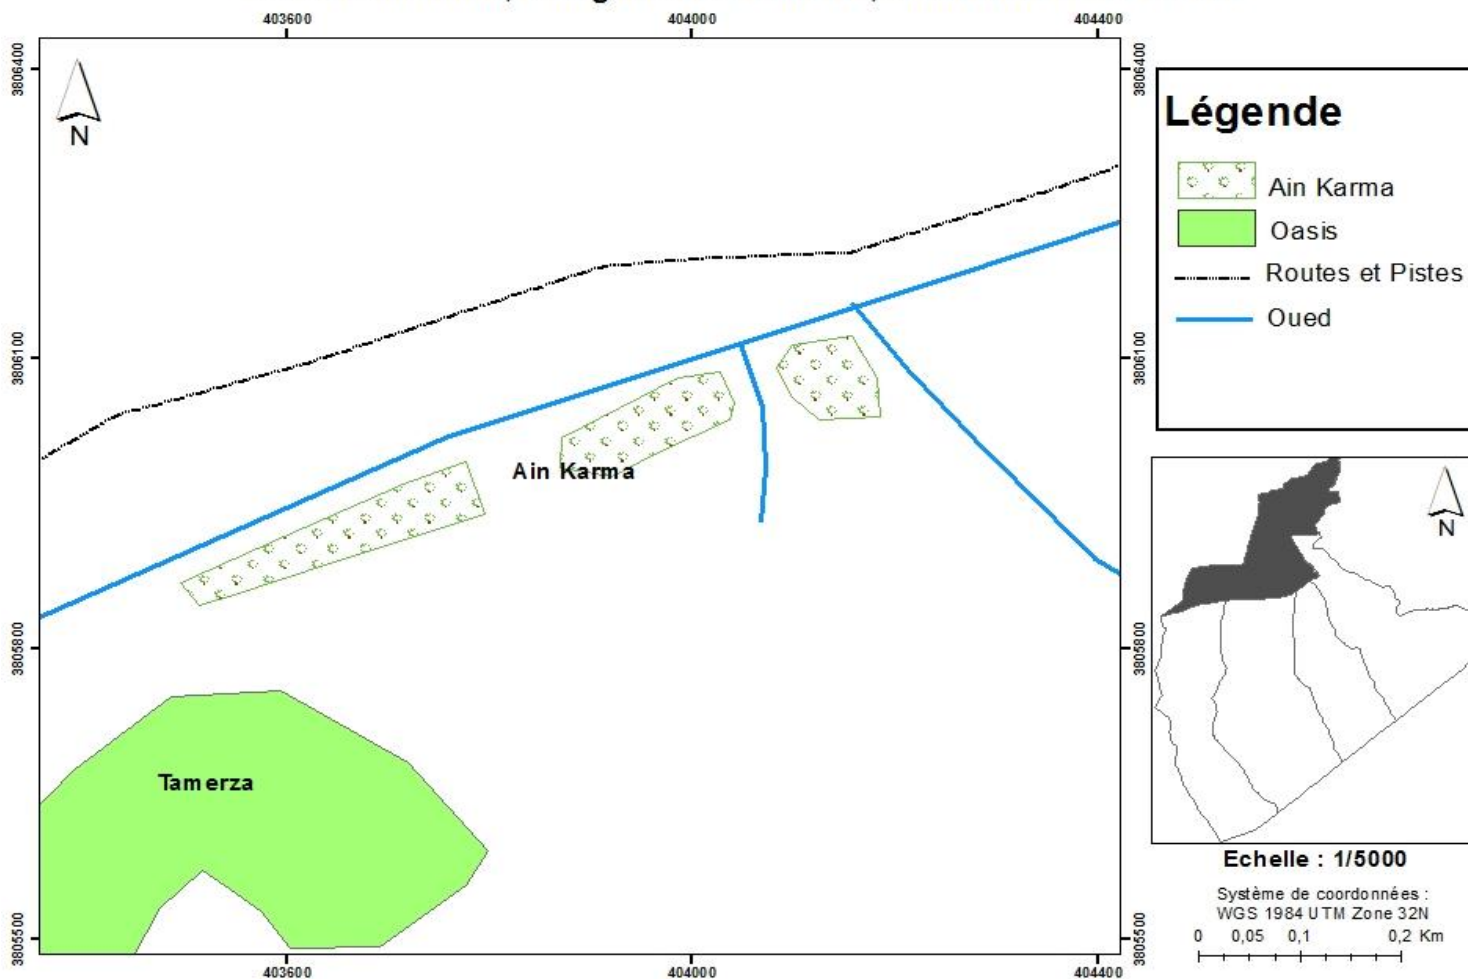 403600 404000 404400
3806400 3806400
N
Légende
Ain Karma
Oasis
Routes et Pistes
Oued
3806100 3806100
Ain Karma
N
3805800 3805800
Tamerza
Echelle : 1/5000
Système de coordonnées :
WGS 1984 UTM Zone 32N
0 0,05 0,1 0,2 Km
3805500 3805500
403600 404000 404400